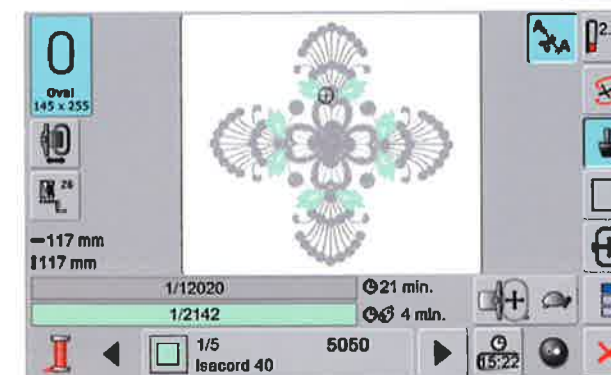 Oval
145 x 255
26
117 mm
117 mm
A A
2.
1/12020
21 min.
1/2142
4 min.
1/5
5050
Isacord 40
15:22